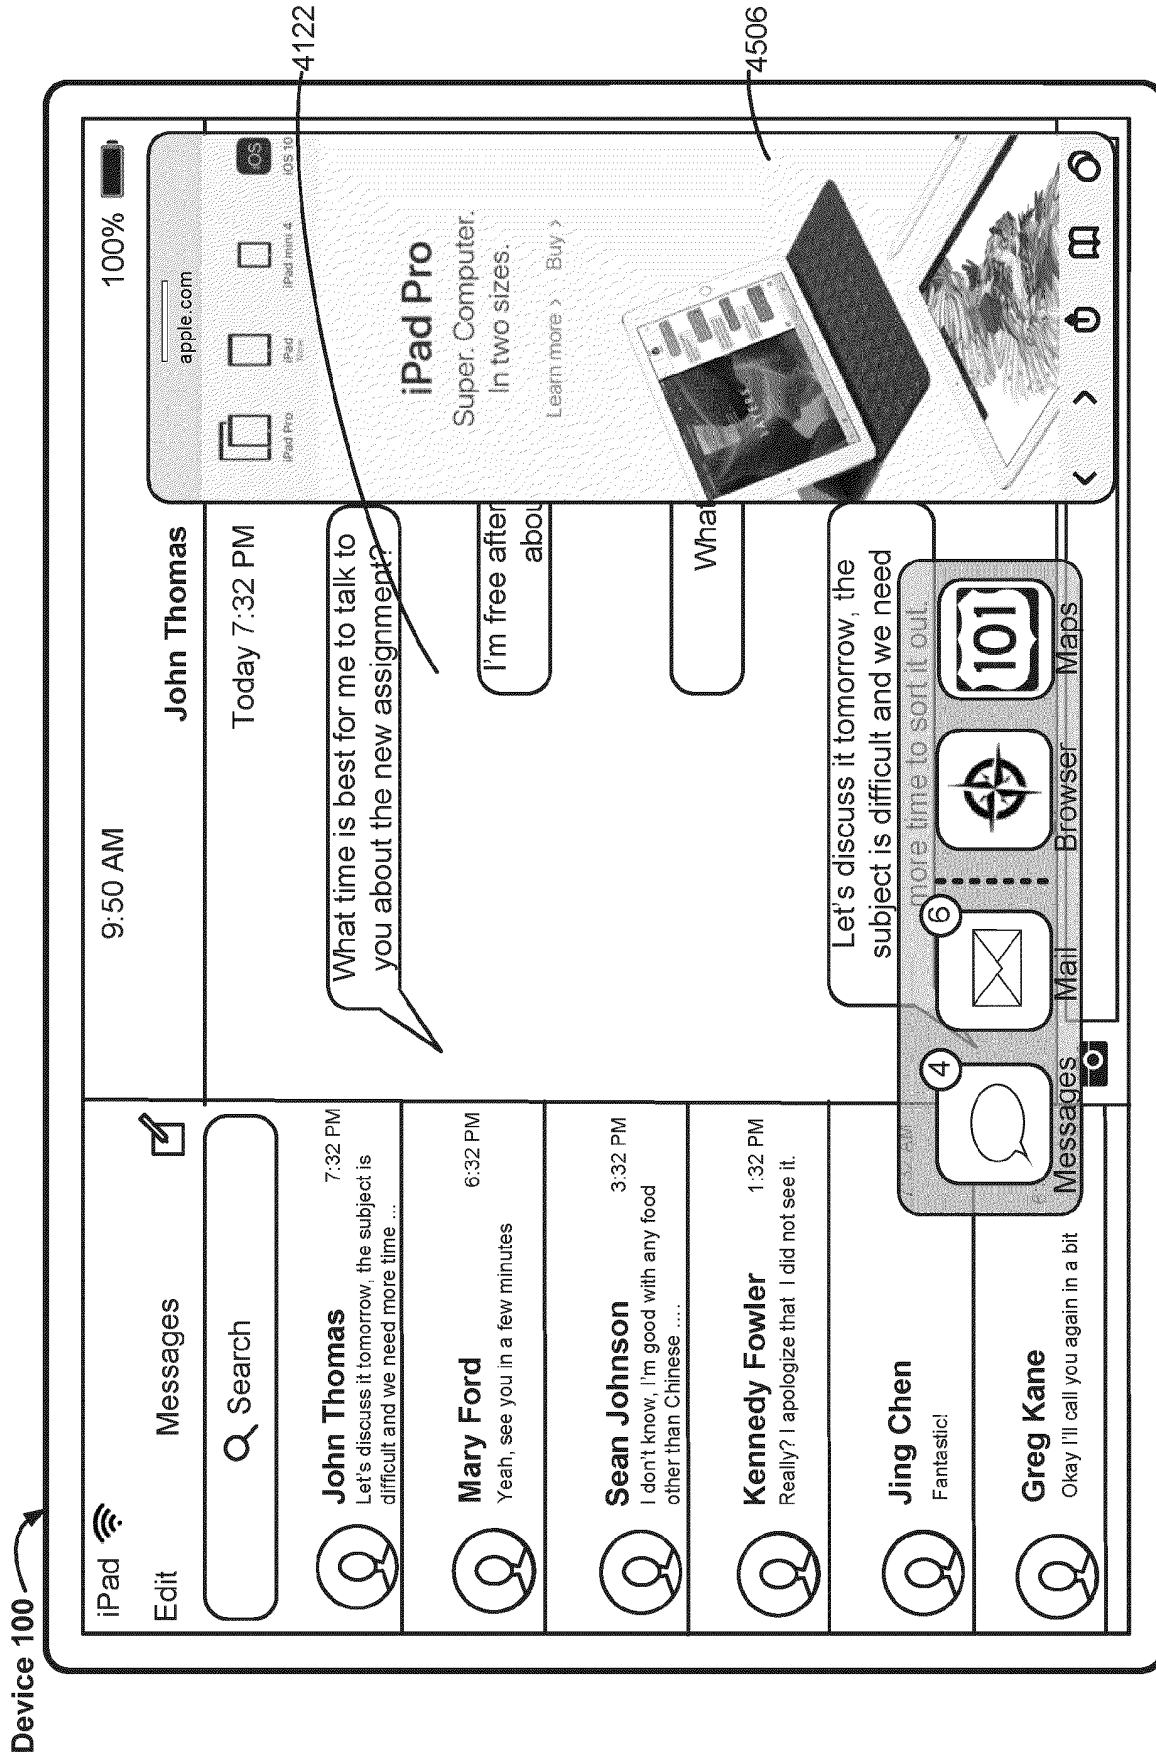 Device 100
iPad
9:50 AM
100%
Edit
Messages
John Thomas
Search
Today 7:32 PM
John Thomas
7:32 PM
Let's discuss it tomorrow, the subject is
difficult and we need more time ...
Mary Ford
6:32 PM
Yeah, see you in a few minutes
Sean Johnson
3:32 PM
I don't know, I'm good with any food
other than Chinese ....
Kennedy Fowler
1:32 PM
Really? I apologize that I did not see it.
Jing Chen
Fantastic!
Greg Kane
Okay I'll call you again in a bit
What time is best for me to talk to
you about the new assignment?
I'm free after
abou
What
Let's discuss it tomorrow, the
subject is difficult and we need
more time to sort it out.
4
6
101
Messages
Mail
Browser
Maps
apple.com
iPad Pro
iPad
iPad mini 4
iOS
iOS 10
iPad Pro
Super. Computer.
In two sizes.
Learn more >
Buy >
4122
4506